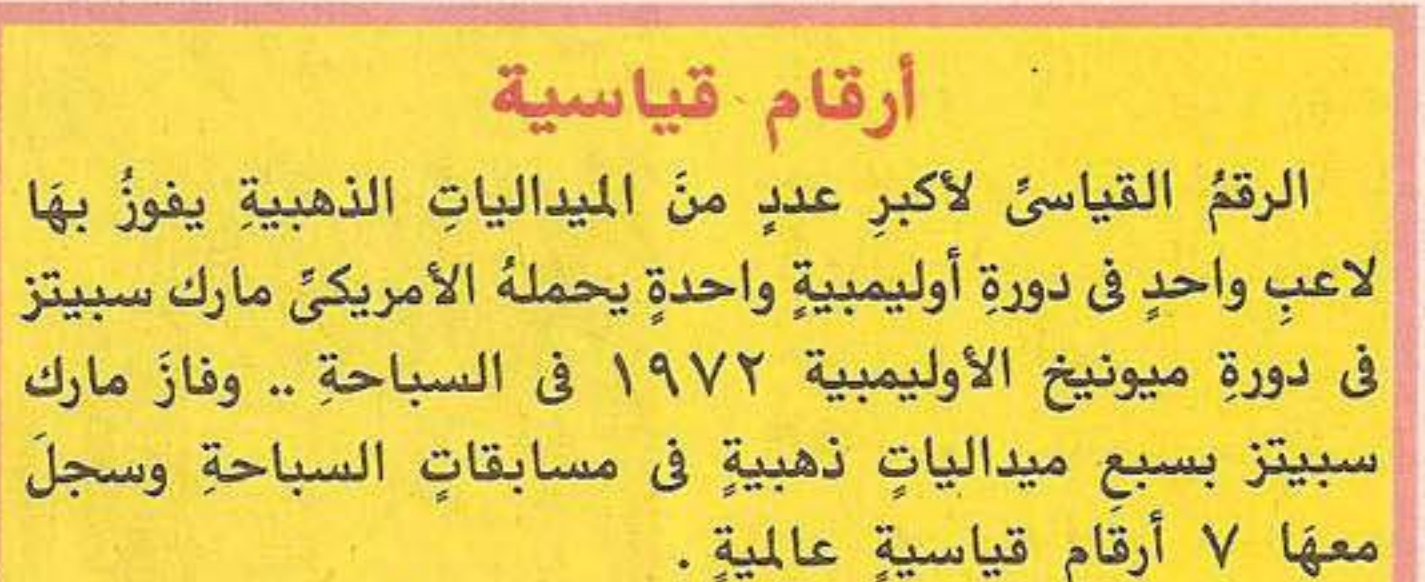 أرقام قياسية
الرقمُ القياسىُّ لأكبرِ عددٍ منَ الميدالياتِ الذهبيةِ يفوزُ بهَا
لاعبٍ واحدٍ فى دورةِ أوليمبيةٍ واحدةٍ يحملهُ الأمريكىُّ مارك سبيتز
فى دورةِ ميونيخ الأوليمبية ١٩٧٢ فى السباحةِ .. وفازَ مارك
سبيتز بسبعِ ميدالياتٍ ذهبيةٍ فى مسابقاتٍ السباحةِ وسجلَ
معهَا ٧ أرقام قياسيةٍ عالميةٍ .